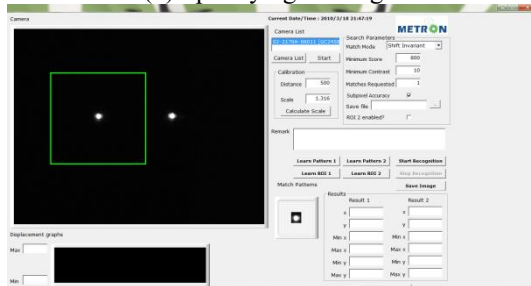 Camera
Current Date/Time : 2010/3/18 21:47:19
METRON
Camera List
Search Parameters
Match Mode Shift Invariant
Camera List Start
Minimum Score 800
Calibration
Minimum Contrast 10
Distance 500
Matches Requested 1
Scale 1.316
Subpixel Accuracy
Calculate Scale
Save file
ROI 2 enabled?
Remark
Learn Pattern 1 Learn Pattern 2 Start Recognition
Learn ROI 1 Learn ROI 2 Stop Recognition
Match Patterns
Save Image
Results
Result 1 Result 2
x x
y y
Min x Min x
Max x Max x
Min y Min y
Max y Max y
Displacement graphs
Max
Min